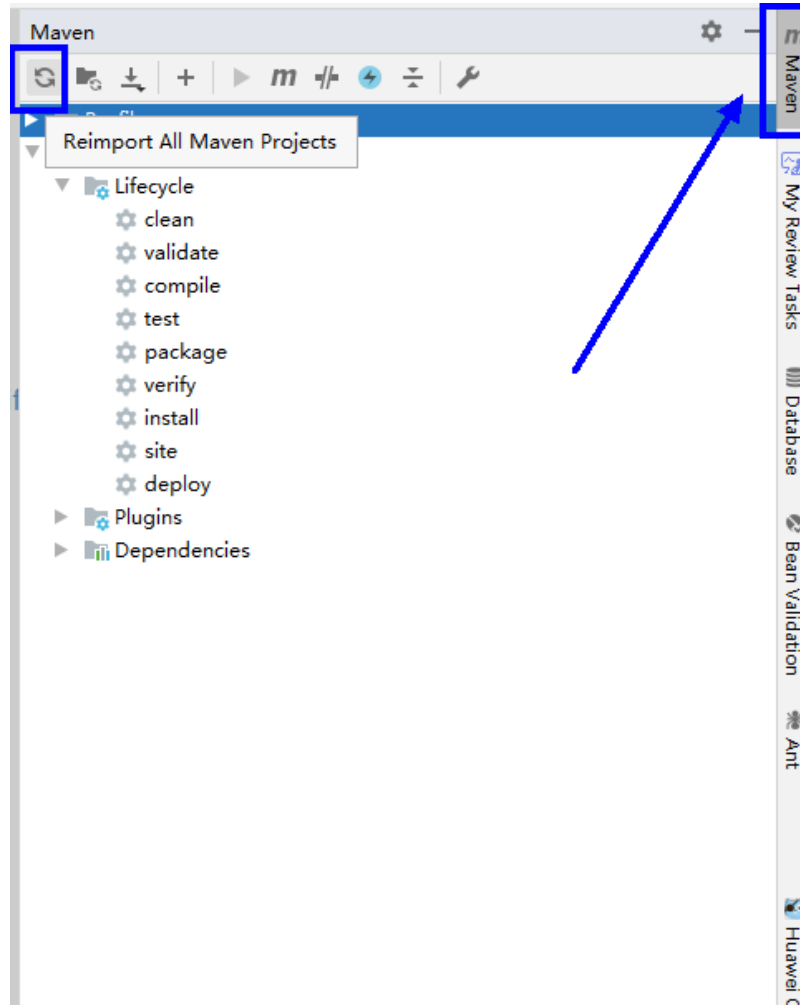 Maven
m
Reimport All Maven Projects
Lifecycle
clean
validate
compile
test
package
verify
install
site
deploy
Plugins
Dependencies
m Maven
My Review Tasks
Database
Bean Validation
Ant
Huawei